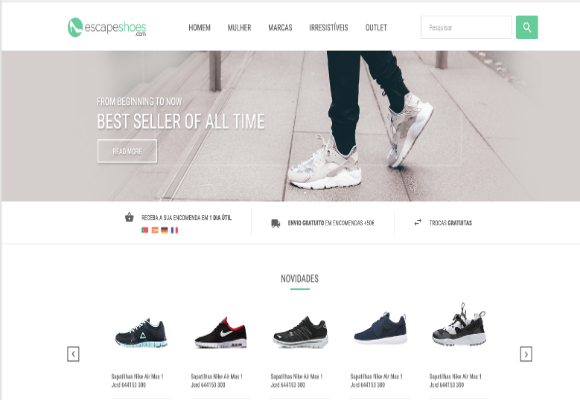 escapeshoes
.com
HOMEM MULHER MARCAS IRRESISTÍVEIS OUTLET
Pesquisar
FROM BEGINNING TO NOW
BEST SELLER OF ALL TIME
READ MORE
RECEBA A SUA ENCOMENDA EM 1 DIA ÚTIL
ENVIO GRATUITO EM ENCOMENDAS +50€
TROCAS GRATUITAS
NOVIDADES
Sapatilhas Nike Air Max 1
Jord 644153 300
Sapatilhas Nike Air Max 1
Jord 644153 300
Sapatilhas Nike Air Max 1
Jord 644153 300
Sapatilhas Nike Air Max 1
Jord 644153 300
Sapatilhas Nike Air Max 1
Jord 644153 300